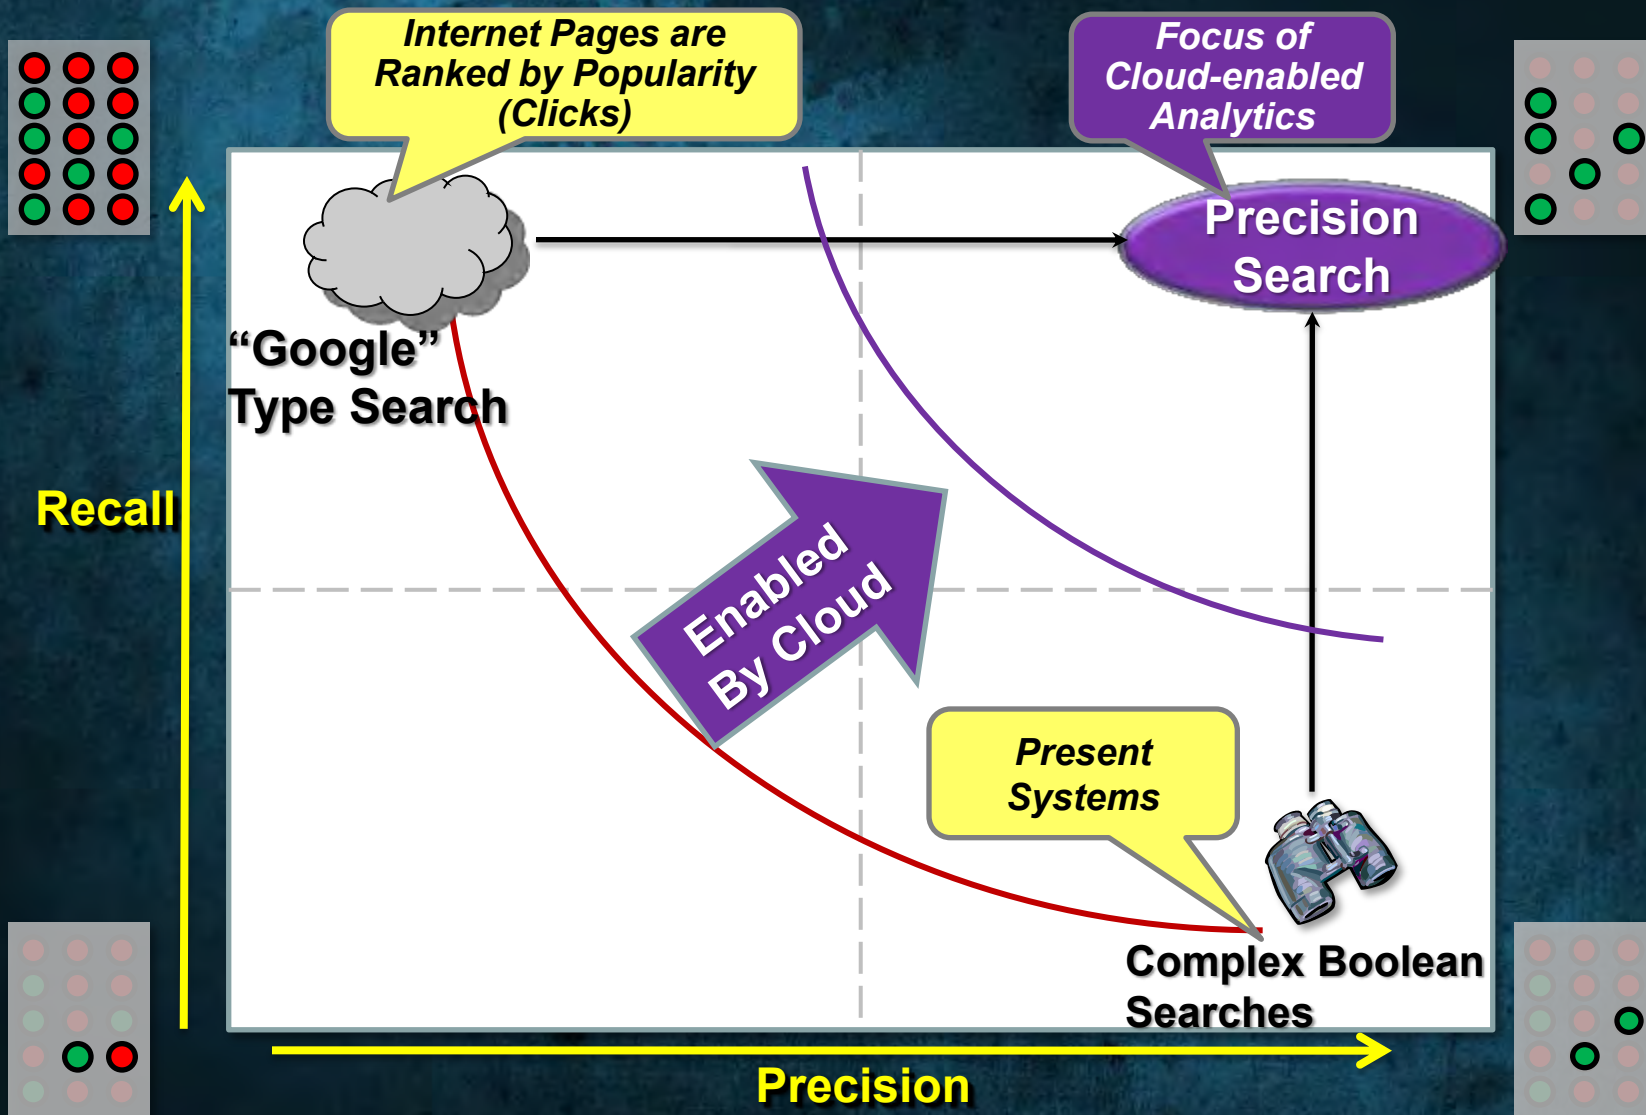 Internet Pages are
Ranked by Popularity
(Clicks)
Focus of
Cloud-enabled
Analytics
Precision
Search
“Google”
Type Search
Recall
Enabled
By Cloud
Present
Systems
Complex Boolean
Searches
Precision